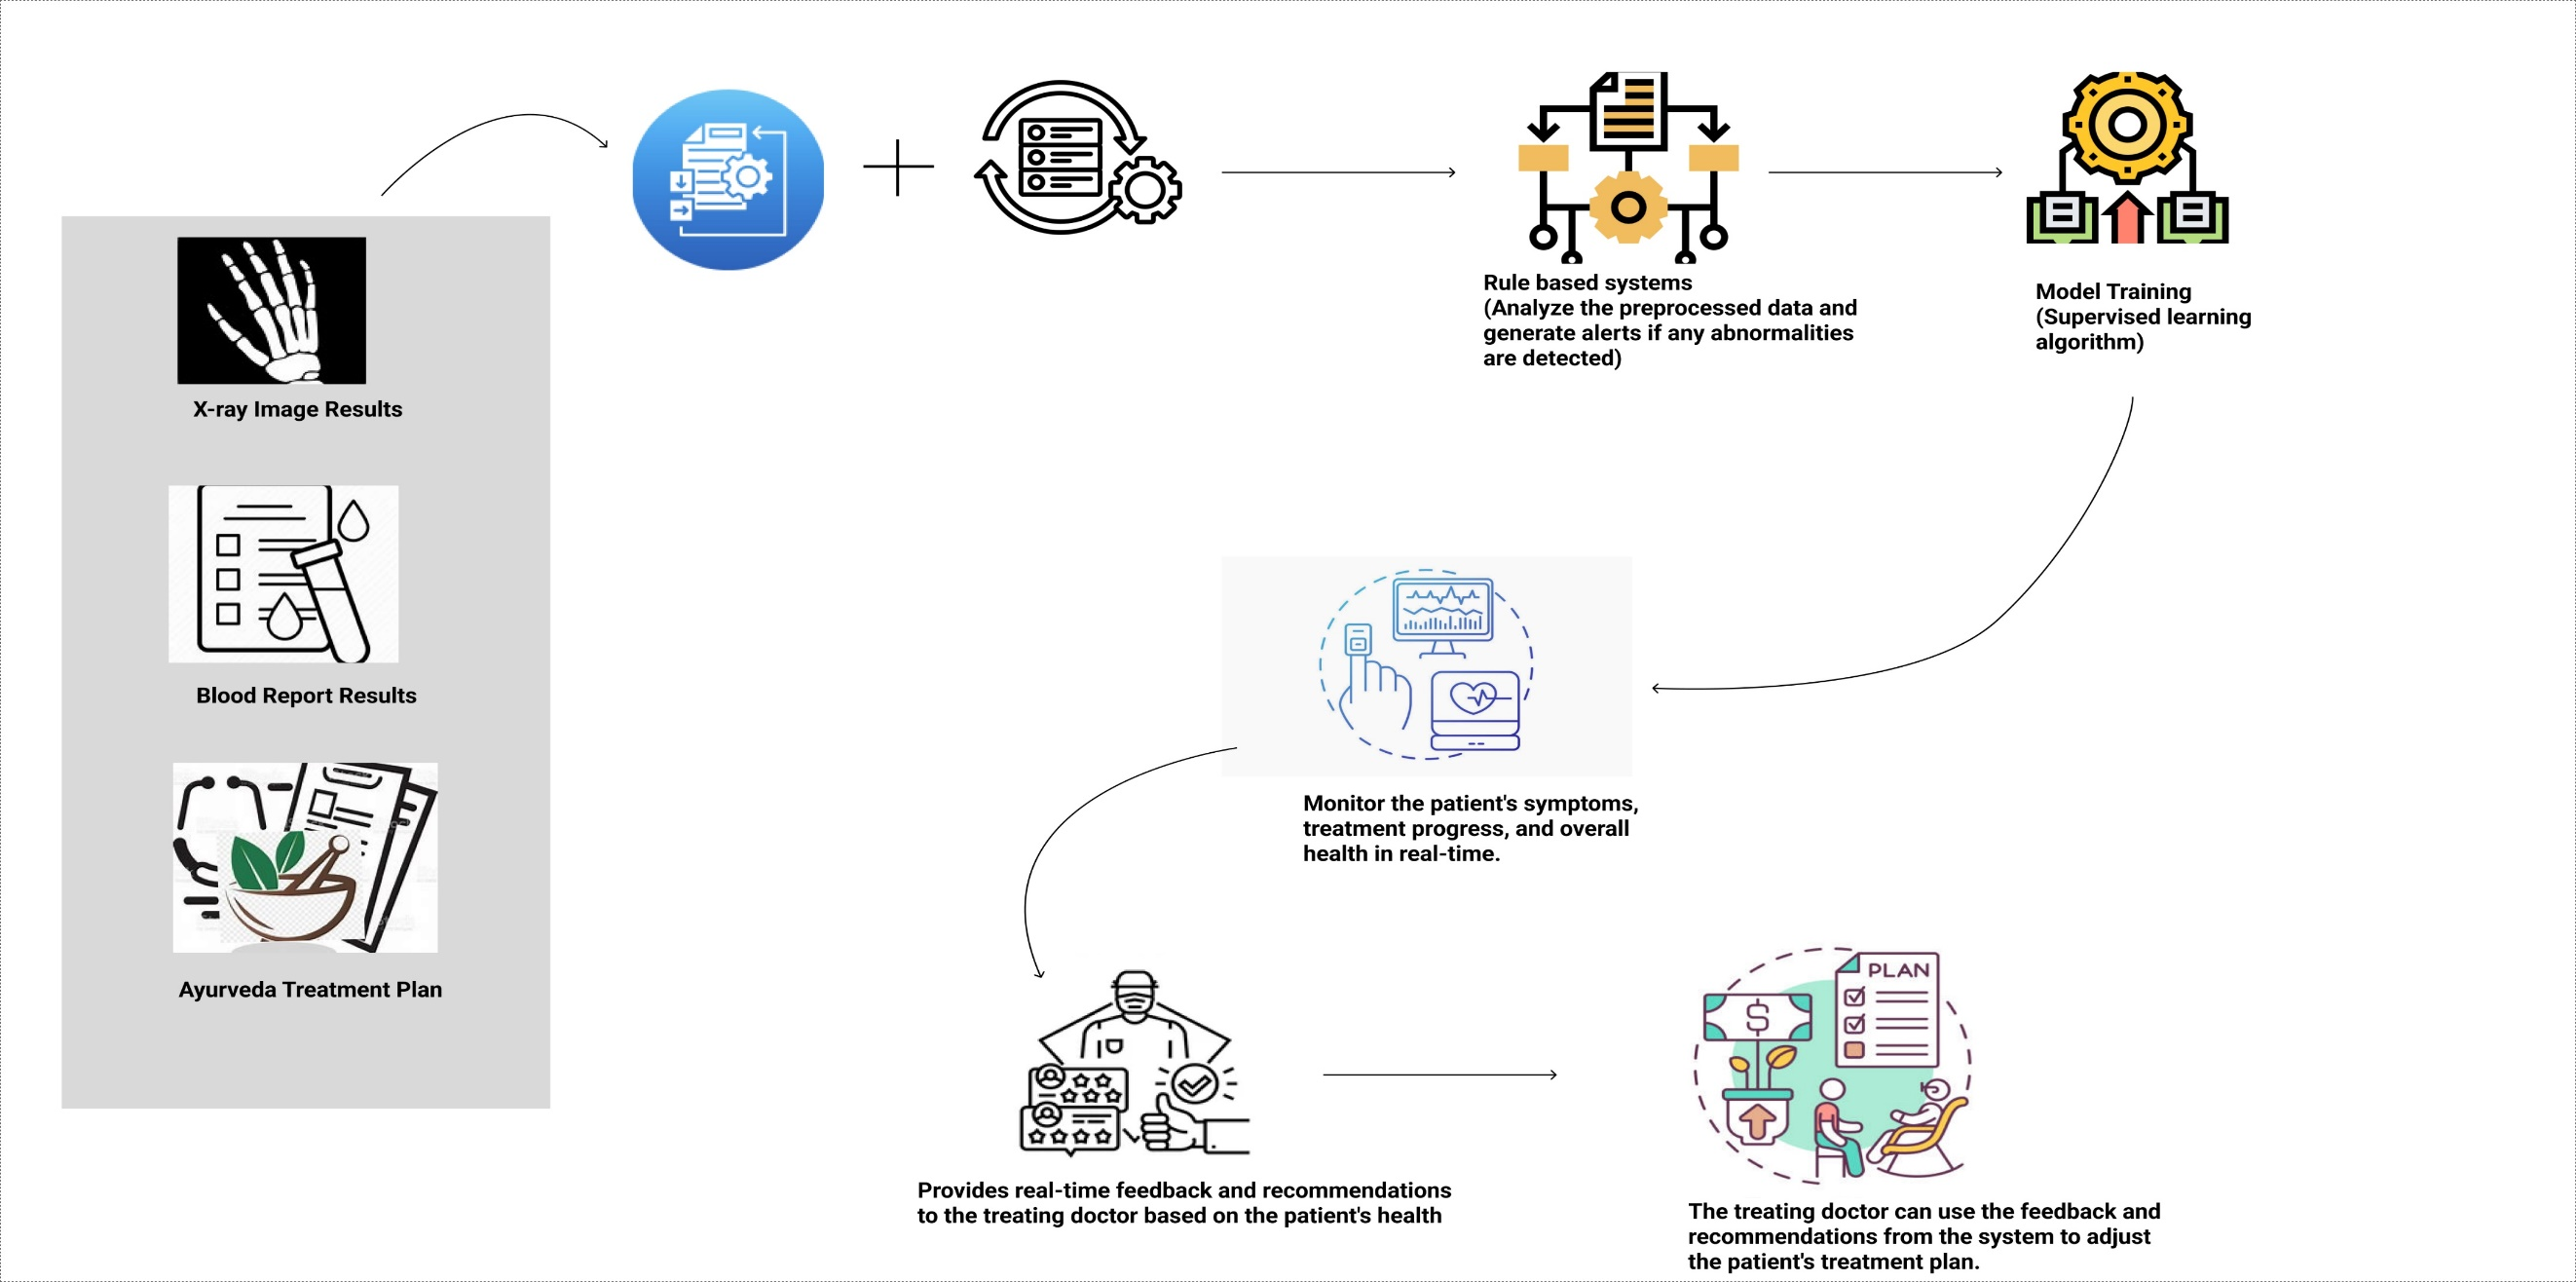 X-ray Image Results
Blood Report Results
Ayurveda Treatment Plan
Rule based systems
(Analyze the preprocessed data and
generate alerts if any abnormalities
are detected)
Model Training
(Supervised learning
algorithm)
Monitor the patient's symptoms,
treatment progress, and overall
health in real-time.
Provides real-time feedback and recommendations
to the treating doctor based on the patient's health
PLAN
$
The treating doctor can use the feedback and
recommendations from the system to adjust
the patient's treatment plan.